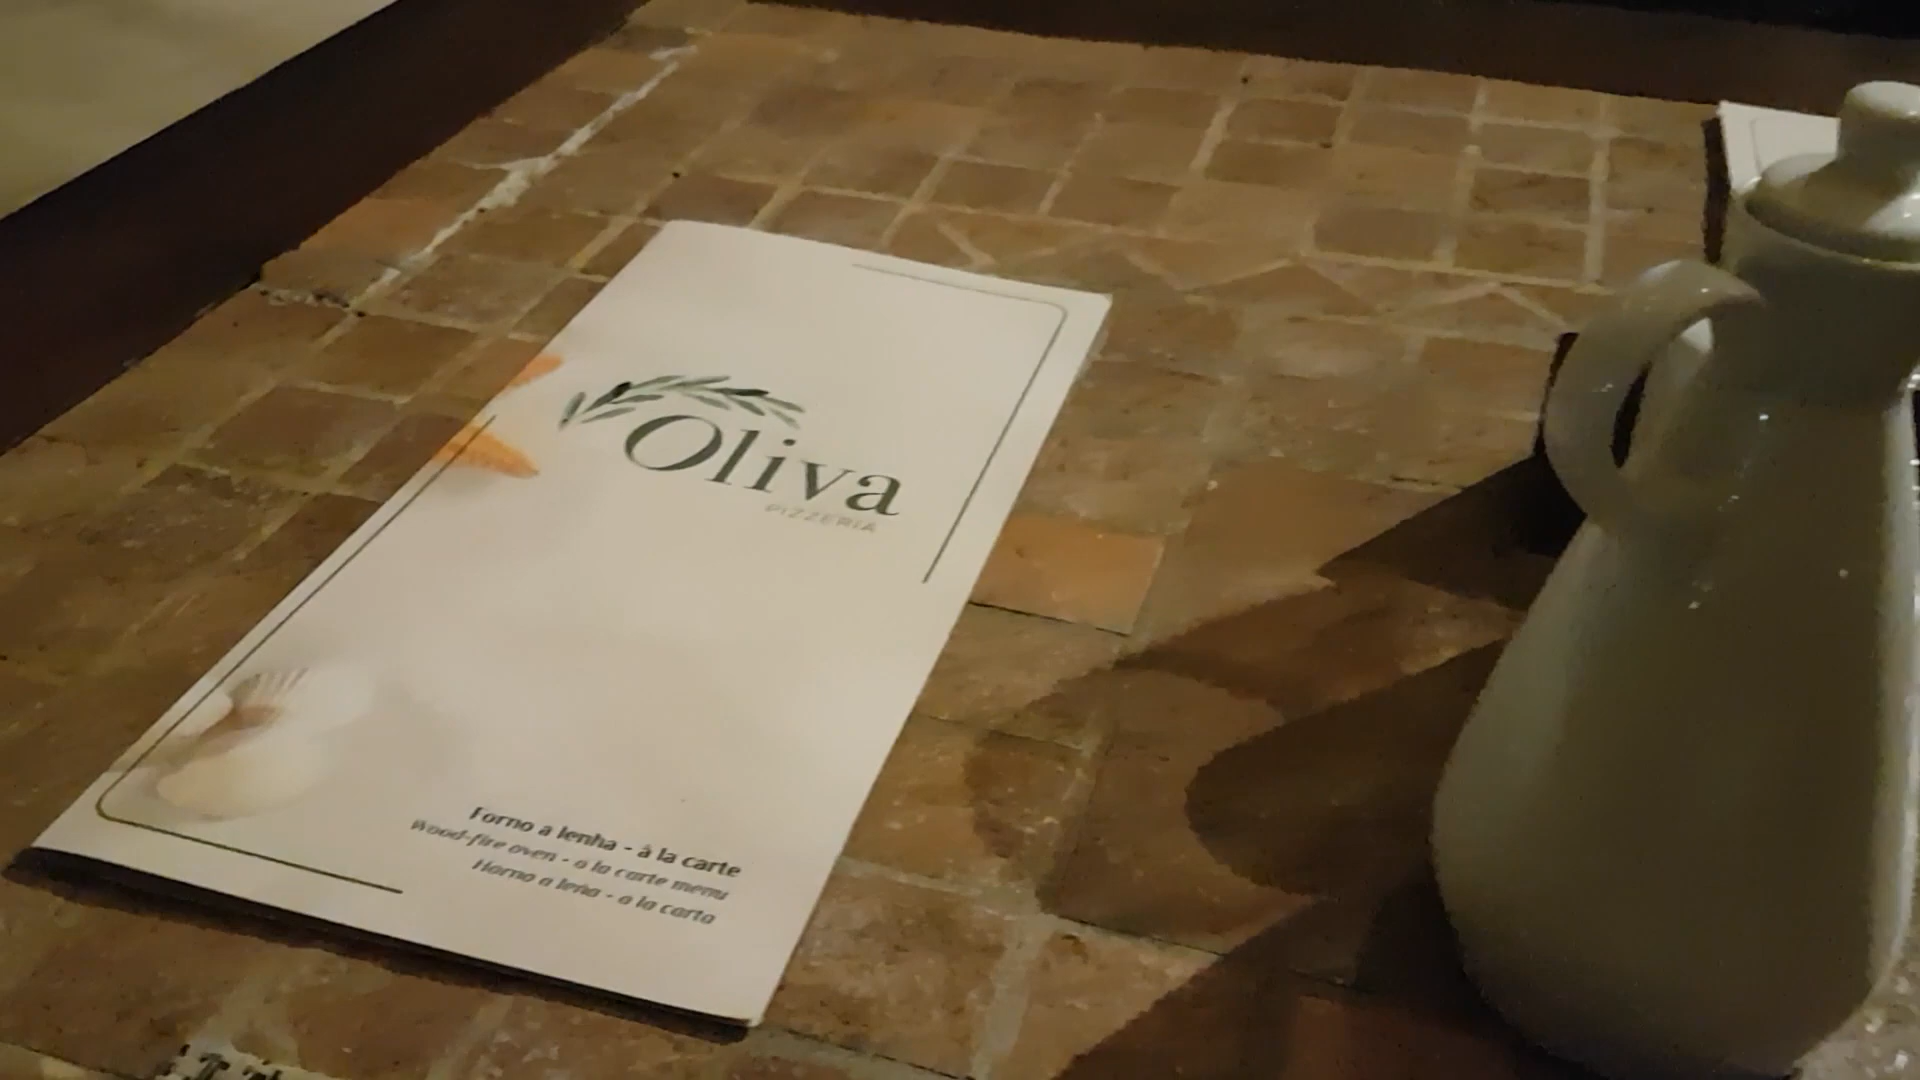 Oliva
PIZZERIA
Forno a lenha - à la carte
Wood-fire oven - a la carte menu
Horno a leña - a la carta